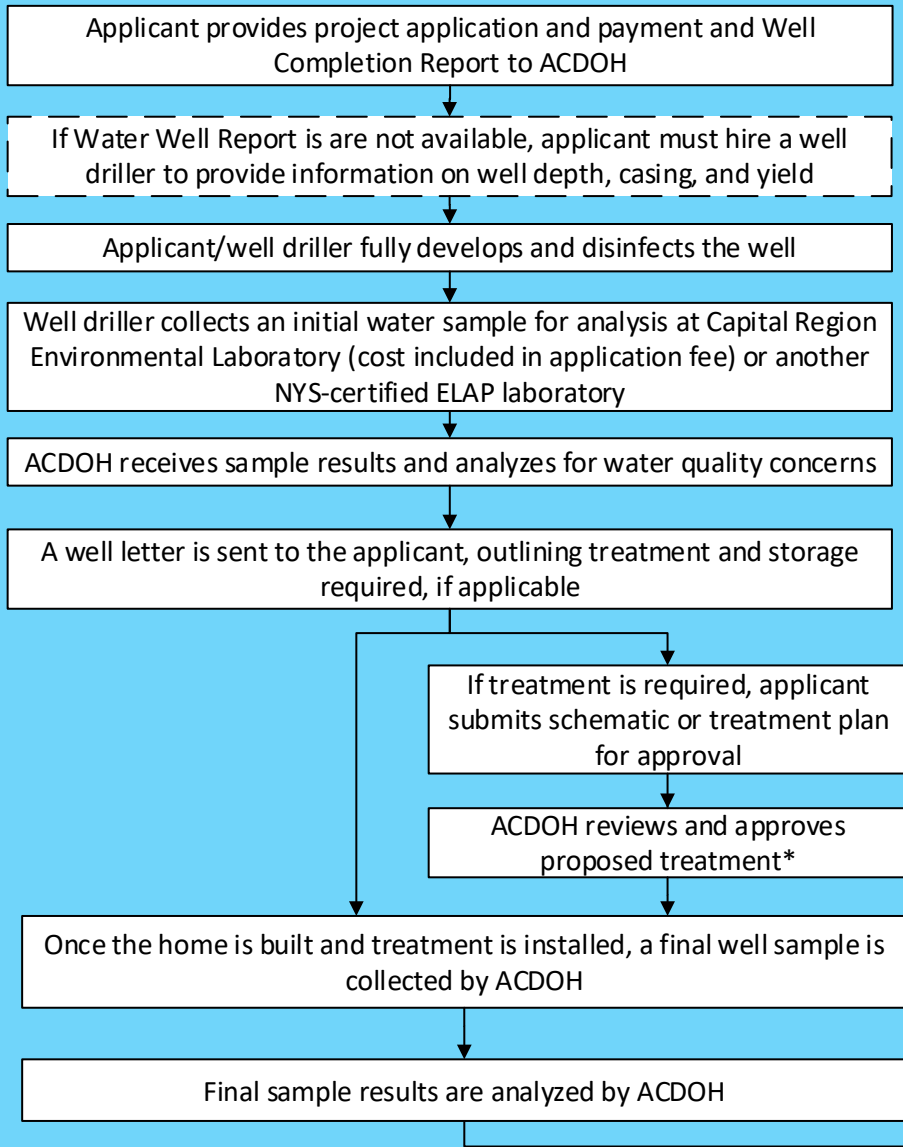 Applicant provides project application and payment and Well
Completion Report to ACDOH
If Water Well Report is are not available, applicant must hire a well
driller to provide information on well depth, casing, and yield
Applicant/well driller fully develops and disinfects the well
Well driller collects an initial water sample for analysis at Capital Region
Environmental Laboratory (cost included in application fee) or another
NYS-certified ELAP laboratory
ACDOH receives sample results and analyzes for water quality concerns
A well letter is sent to the applicant, outlining treatment and storage
required, if applicable
If treatment is required, applicant
submits schematic or treatment plan
for approval
ACDOH reviews and approves
proposed treatment*
Once the home is built and treatment is installed, a final well sample is
collected by ACDOH
Final sample results are analyzed by ACDOH